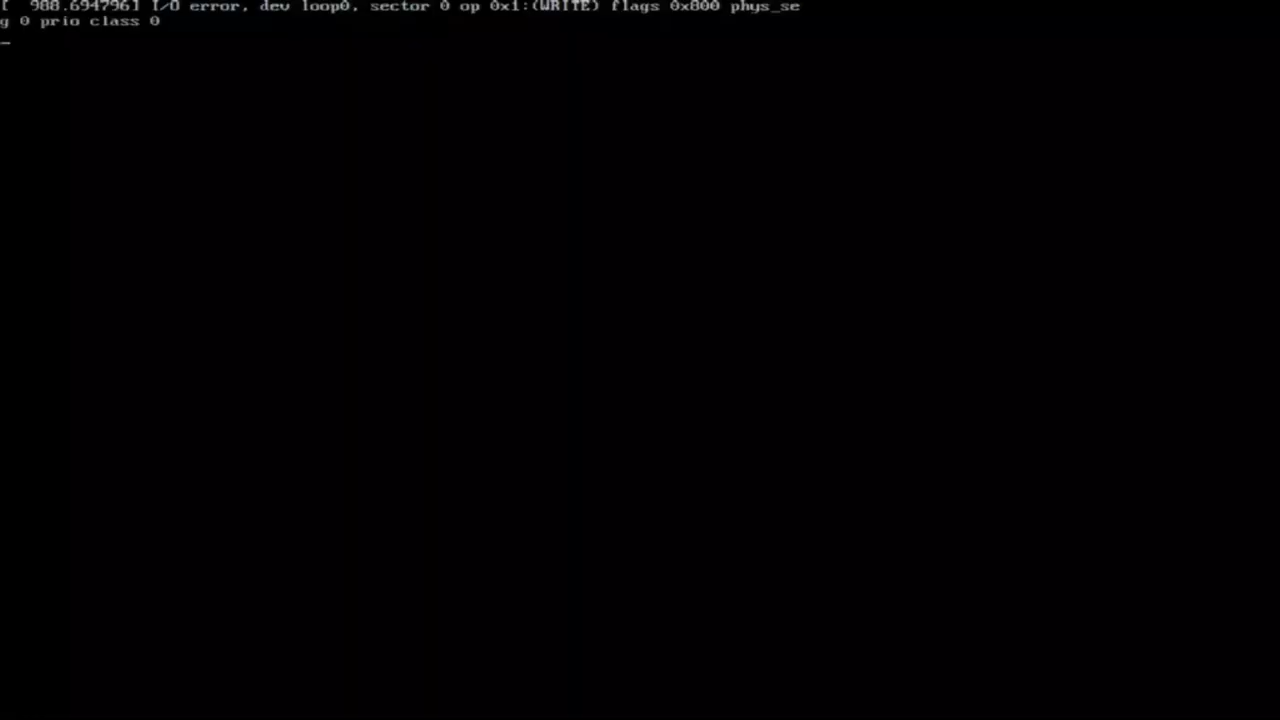 [  988.694796] I/O error, dev loop0, sector 0 op 0x1:(WRITE) flags 0x800 phys_se
g 0 prio class 0
_